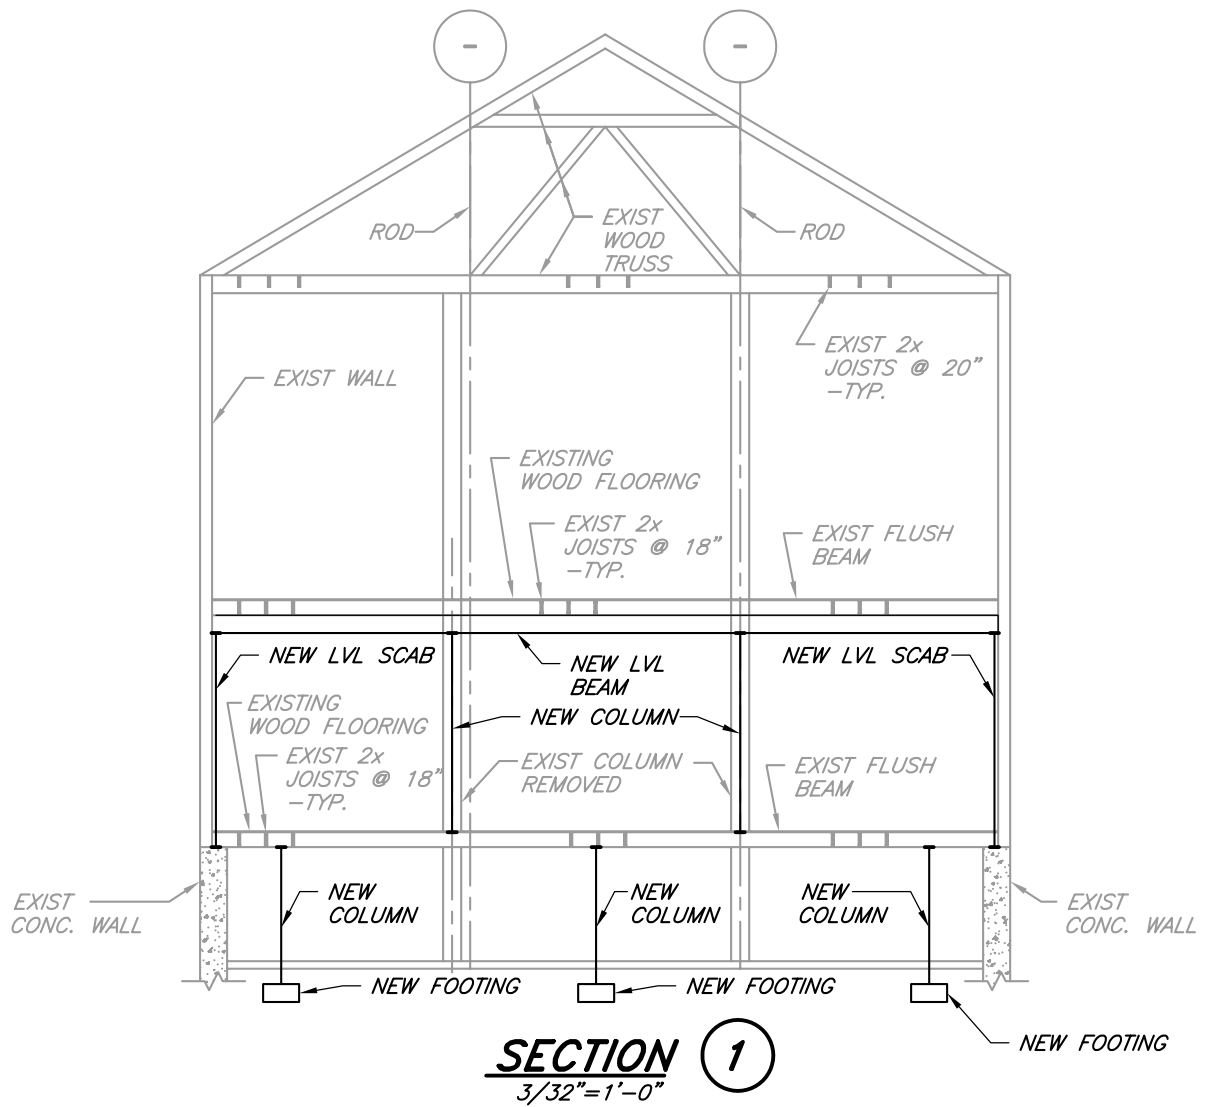 -
-
ROD
EXIST
WOOD
TRUSS
ROD
EXIST 2x
JOISTS @ 20"
-TYP.
EXIST WALL
EXISTING
WOOD FLOORING
EXIST 2x
JOISTS @ 18"
-TYP.
EXIST FLUSH
BEAM
NEW LVL SCAB
NEW LVL
BEAM
NEW LVL SCAB
EXISTING
WOOD FLOORING
NEW COLUMN
EXIST 2x
JOISTS @ 18"
-TYP.
EXIST COLUMN
REMOVED
EXIST FLUSH
BEAM
EXIST
CONC. WALL
NEW
COLUMN
NEW
COLUMN
NEW
COLUMN
EXIST
CONC. WALL
NEW FOOTING
NEW FOOTING
NEW FOOTING
SECTION 1
3/32"=1'-0"